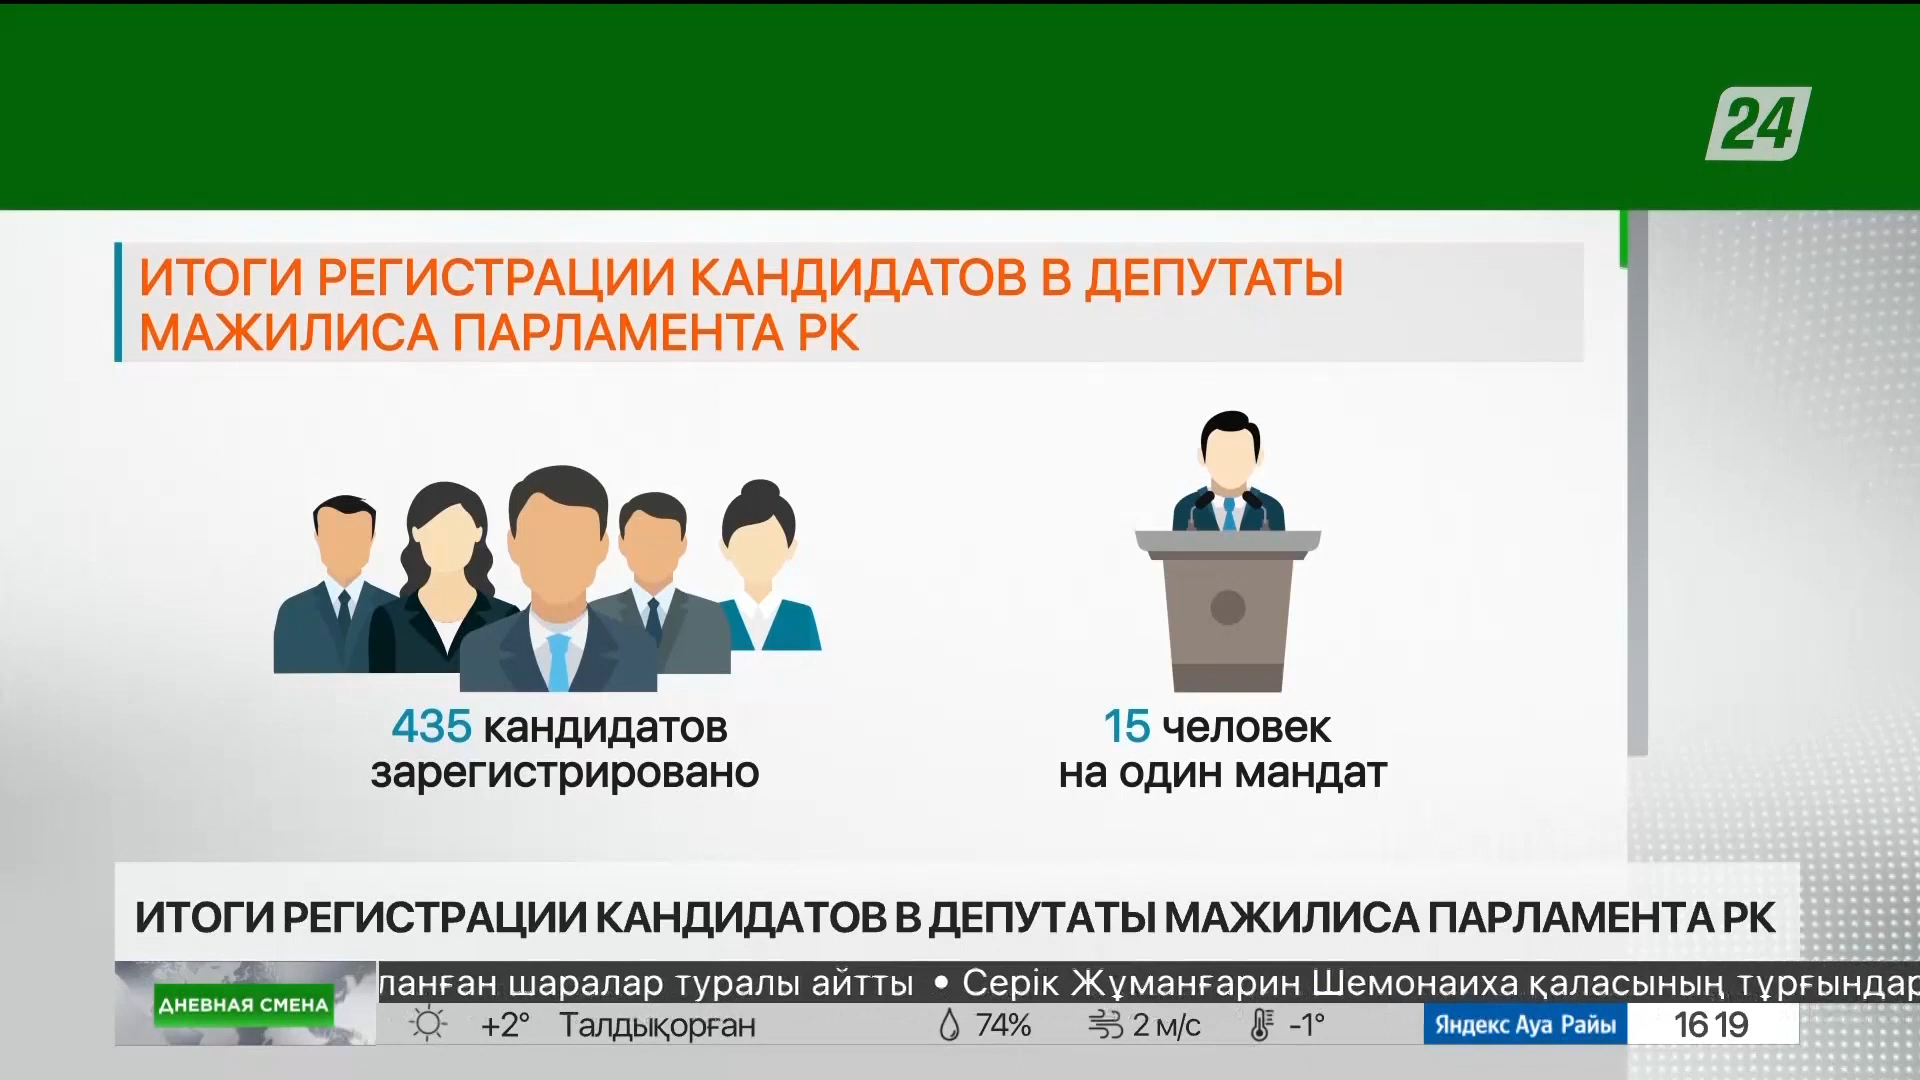 24
ИТОГИ РЕГИСТРАЦИИ КАНДИДАТОВ В ДЕПУТАТЫ
МАЖИЛИСА ПАРЛАМЕНТА РК
435 кандидатов
зарегистрировано
15 человек
на один мандат
ИТОГИ РЕГИСТРАЦИИ КАНДИДАТОВ В ДЕПУТАТЫ МАЖИЛИСА ПАРЛАМЕНТА РК
ДНЕВНАЯ СМЕНА
ланған шаралар туралы айтты • Серік Жұманғарин Шемонаиха қаласының тұрғындар
+2° Талдықорған 74% 2 м/с -1° Яндекс Ауа Райы 16 19